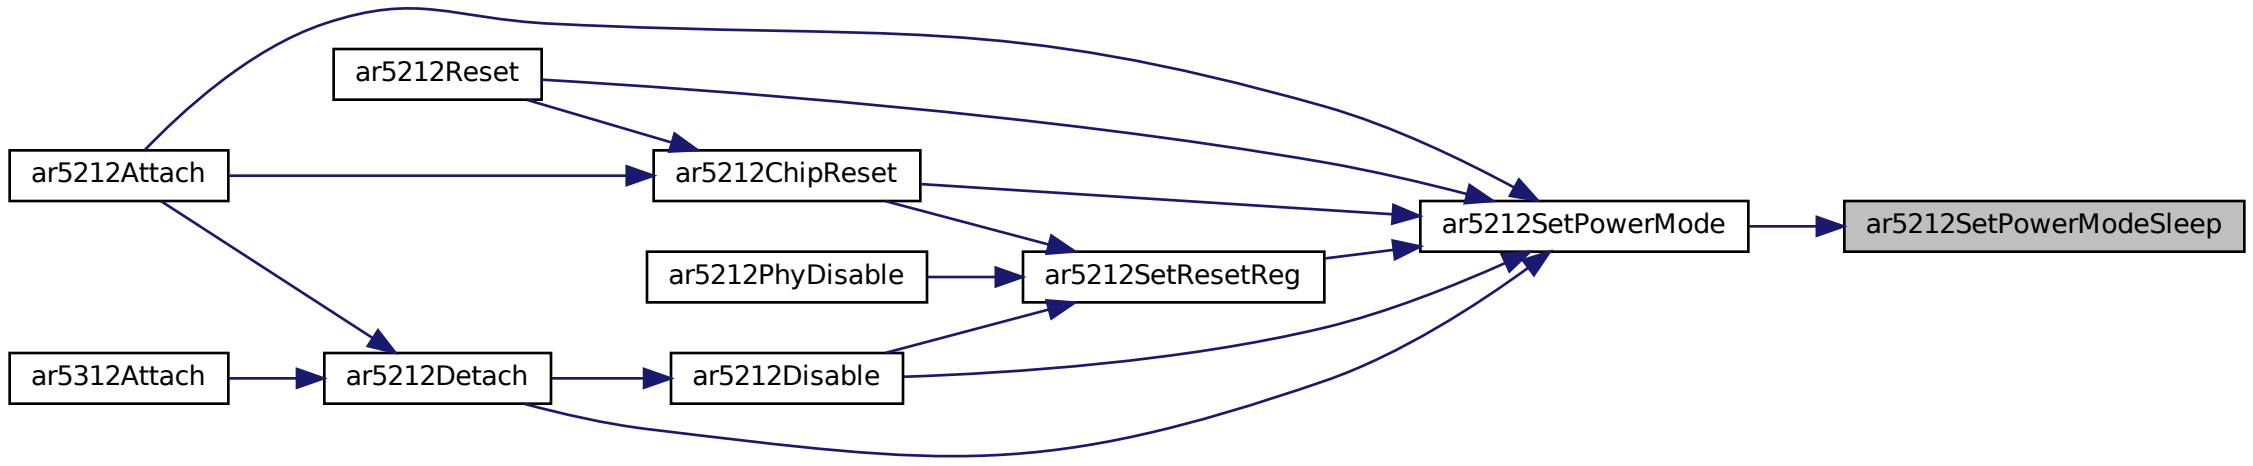 ar5212Reset
ar5212Attach
ar5212ChipReset
ar5212SetPowerMode
ar5212SetPowerModeSleep
ar5212PhyDisable
ar5212SetResetReg
ar5312Attach
ar5212Detach
ar5212Disable